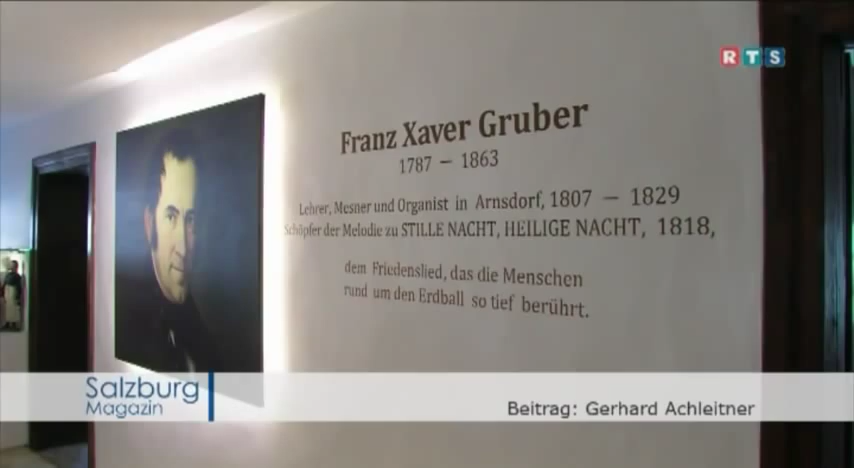 RTS
Franz Xaver Gruber
1787 – 1863
Lehrer, Mesner und Organist in Arnsdorf, 1807 – 1829
Schöpfer der Melodie zu STILLE NACHT, HEILIGE NACHT, 1818,
dem Friedenslied, das die Menschen
rund um den Erdball so tief berührt.
Salzburg
Magazin
Beitrag: Gerhard Achleitner